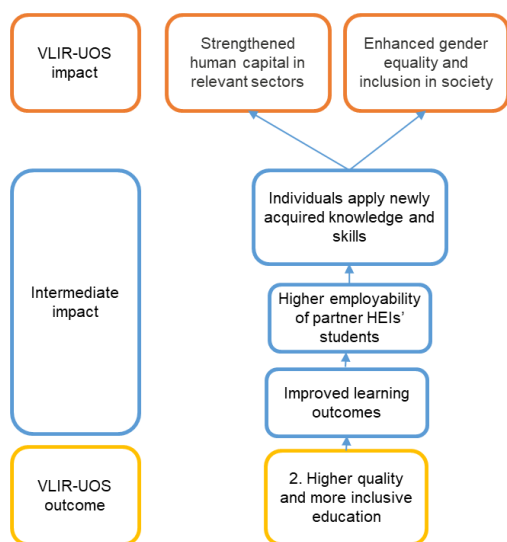 VLIR-UOS
impact
Strengthened
human capital in
relevant sectors
Enhanced gender
equality and
inclusion in society
Intermediate
impact
Individuals apply newly
acquired knowledge and
skills
Higher employability
of partner HEIs'
students
Improved learning
outcomes
VLIR-UOS
outcome
2. Higher quality
and more inclusive
education